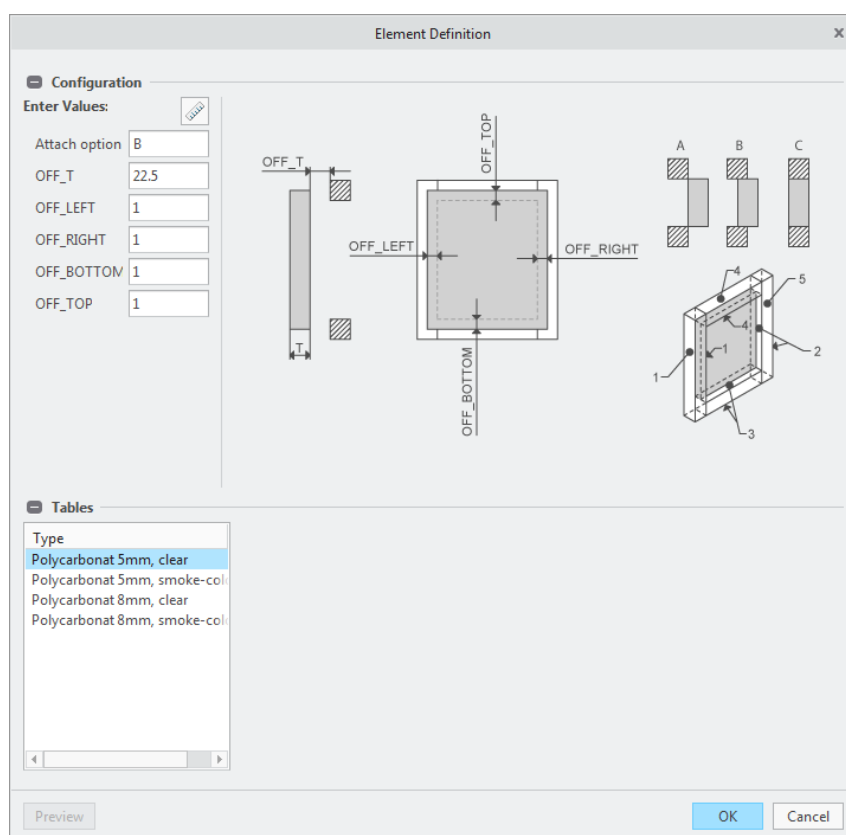 Element Definition
x
Configuration
Enter Values:
Attach option B
OFF_T 22.5
OFF_LEFT 1
OFF_RIGHT 1
OFF_BOTTOM 1
OFF_TOP 1
OFF_T
T
OFF_TOP
OFF_LEFT
OFF_RIGHT
OFF_BOTTOM
A B C
4
5
4
1
1
2
3
Tables
Type
Polycarbonat 5mm, clear
Polycarbonat 5mm, smoke-col
Polycarbonat 8mm, clear
Polycarbonat 8mm, smoke-col
Preview
OK
Cancel